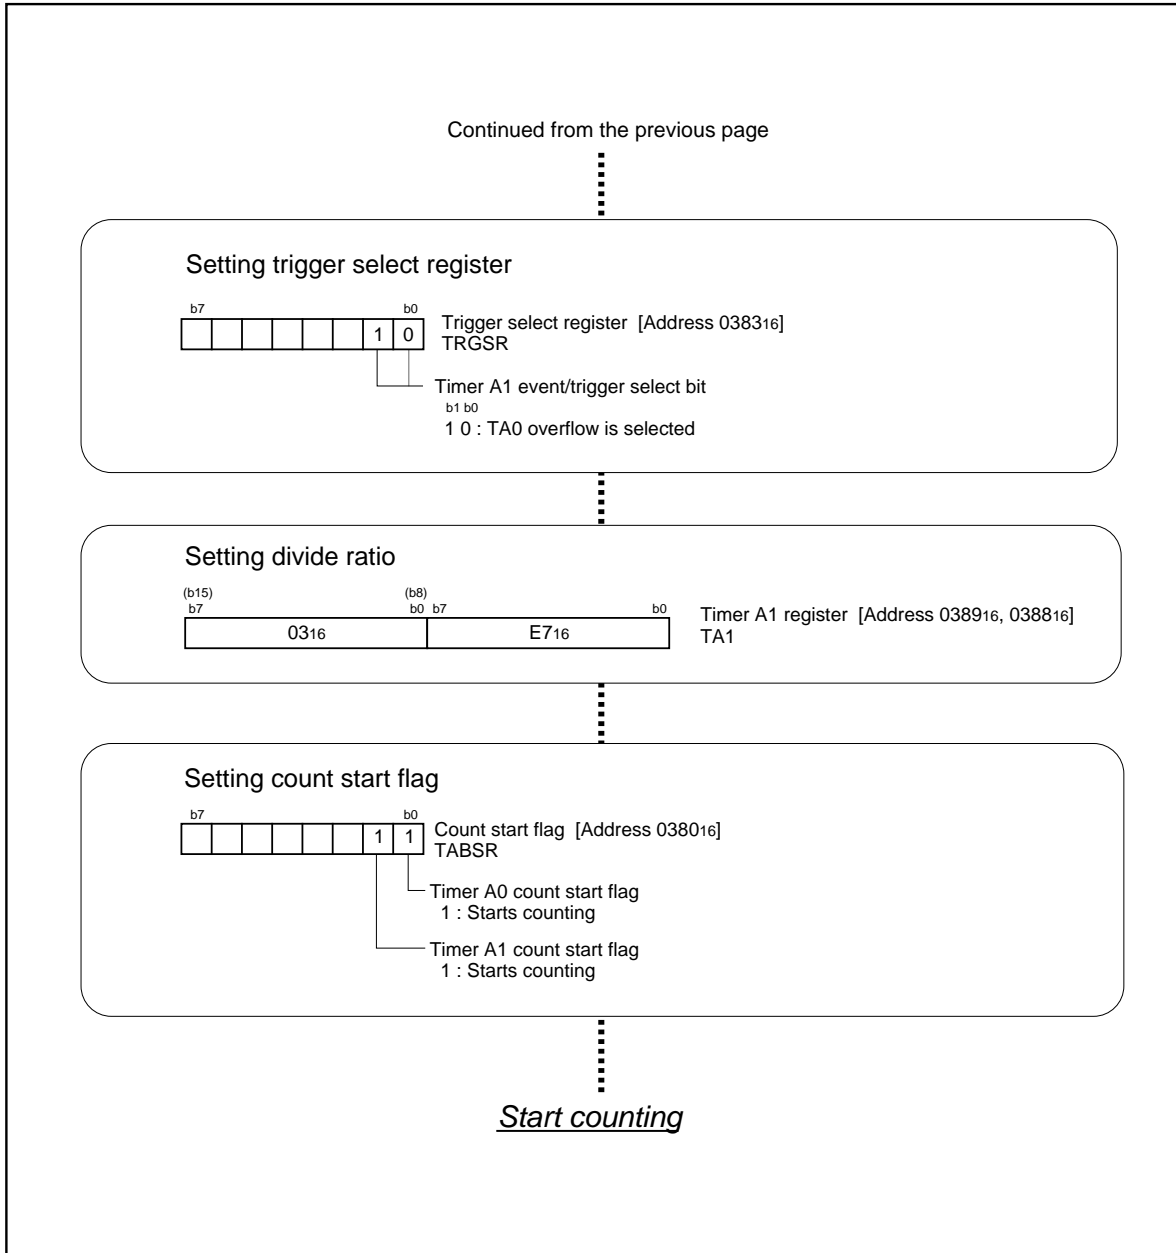 Continued from the previous page
Setting trigger select register
b7 b0
1 0
Trigger select register [Address 038316]
TRGSR
Timer A1 event/trigger select bit
b1 b0
1 0 : TA0 overflow is selected
Setting divide ratio
(b15) (b8)
b7 b0 b7 b0
0316 E716
Timer A1 register [Address 038916, 038816]
TA1
Setting count start flag
b7 b0
1 1
Count start flag [Address 038016]
TABSR
Timer A0 count start flag
1 : Starts counting
Timer A1 count start flag
1 : Starts counting
Start counting